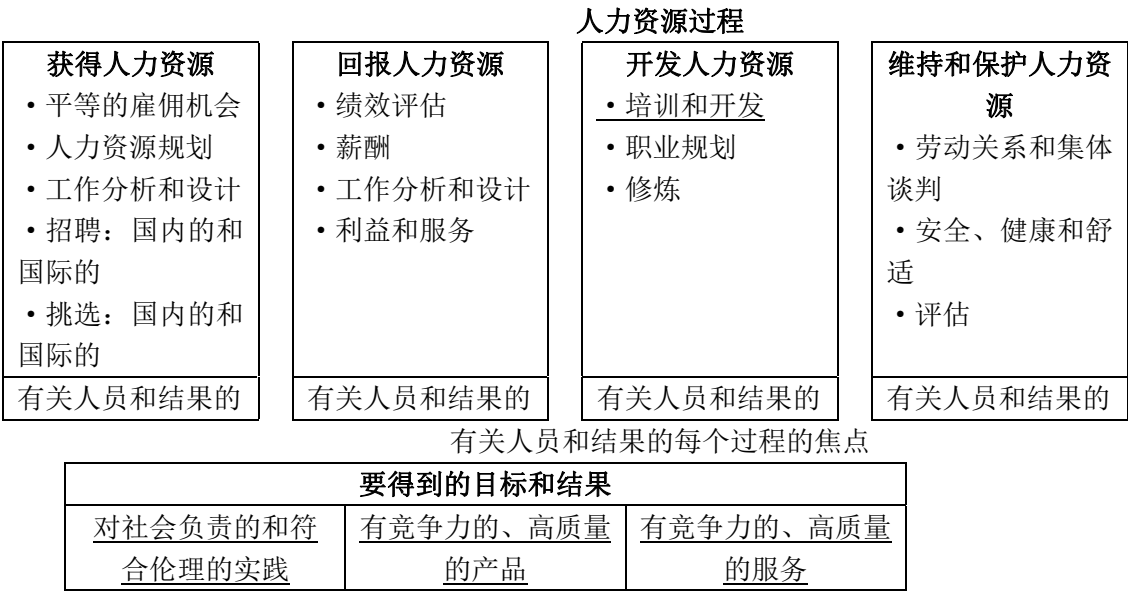 人力资源过程
获得人力资源
・平等的雇佣机会
・人力资源规划
・工作分析和设计
・招聘：国内的和
国际的
・挑选：国内的和
国际的
有关人员和结果的
回报人力资源
・绩效评估
・薪酬
・工作分析和设计
・利益和服务
有关人员和结果的
开发人力资源
・培训和开发
・职业规划
・修炼
有关人员和结果的
维持和保护人力资
源
・劳动关系和集体
谈判
・安全、健康和舒
适
・评估
有关人员和结果的
有关人员和结果的每个过程的焦点
要得到的目标和结果
对社会负责的和符
合伦理的实践
有竞争力的、高质量
的产品
有竞争力的、高质量
的服务